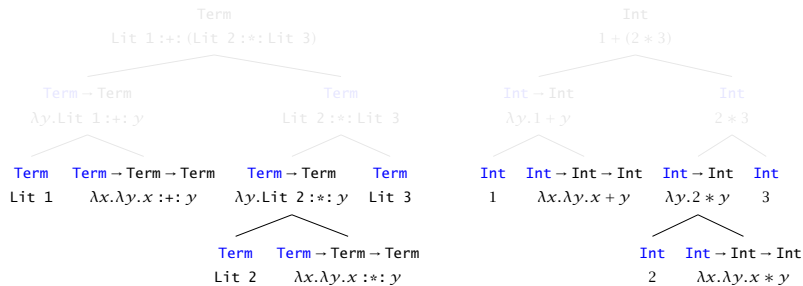 Term Int
Lit 1 :+: (Lit 2 :*: Lit 3) 1 + (2 * 3)
Term → Term Term Int → Int Int
λy.Lit 1 :+: y Lit 2 :*: Lit 3 λy.1 + y 2 * 3
Term Term → Term → Term Term → Term Term Int Int → Int → Int Int → Int Int
Lit 1 λx.λy.x :+: y λy.Lit 2 :*: y Lit 3 1 λx.λy.x + y λy.2 * y 3
Term Term → Term → Term Int Int → Int → Int
Lit 2 λx.λy.x :*: y 2 λx.λy.x * y